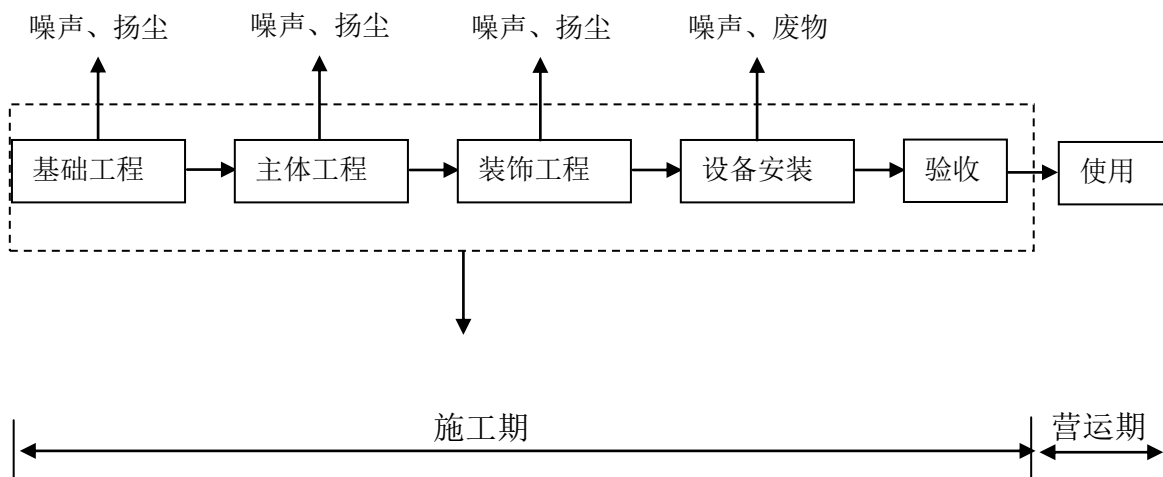 噪声、扬尘 噪声、扬尘 噪声、扬尘 噪声、废物
基础工程 主体工程 装饰工程 设备安装 验收 使用
施工期 营运期